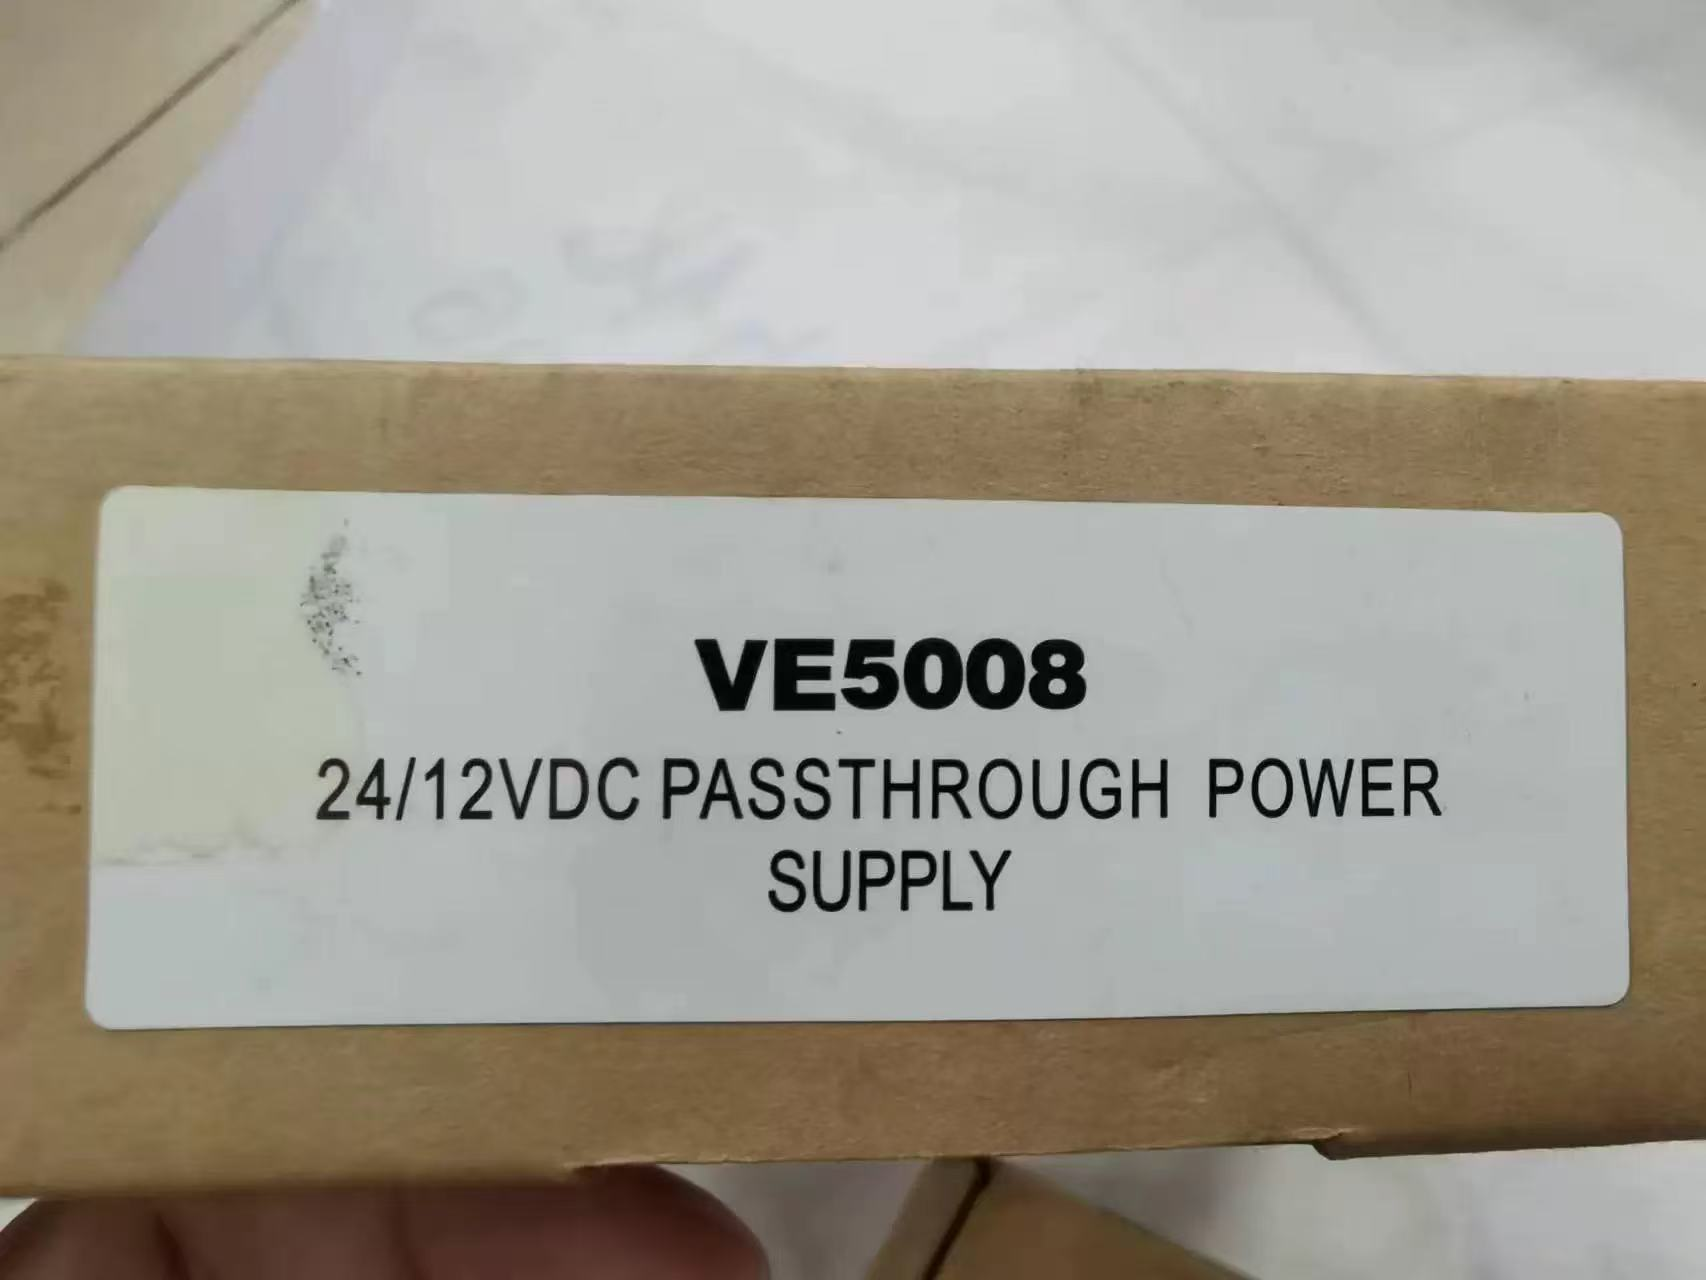 VE5008
24/12VDC PASSTHROUGH POWER
SUPPLY